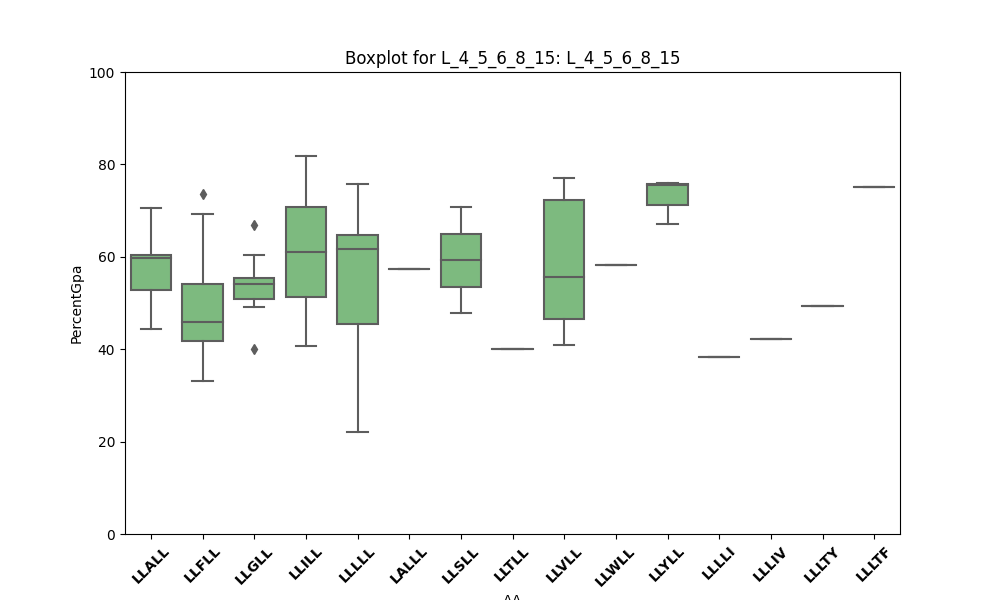 Boxplot for L_4_5_6_8_15: L_4_5_6_8_15
PercentGpa
100
80
60
40
20
0
LLALL LLFLL LLGLL LLILL LLLLL LALLL LLSLL LLTLL LLVLL LLWLL LLYLL LLLLI LLLIV LLLTY LLLTF
AA